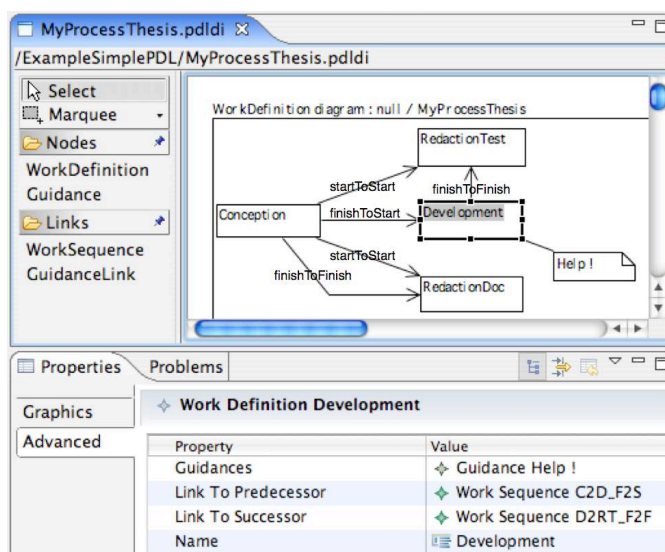 MyProcessThesis.pdldi
/ExampleSimplePDL/MyProcessThesis.pdldi
Select
Marquee
Nodes
WorkDefinition
Guidance
Links
WorkSequence
GuidanceLink
WorkDefinition diagram : null / MyProcessThesis
RedactionTest
startToStart
finishToFinish
Conception
finishToStart
Development
startToStart
Help !
finishToFinish
RedactionDoc
Properties
Problems
Graphics
Advanced
Work Definition Development
Property Value
Guidances Guidance Help !
Link To Predecessor Work Sequence C2D_F2S
Link To Successor Work Sequence D2RT_F2F
Name Development